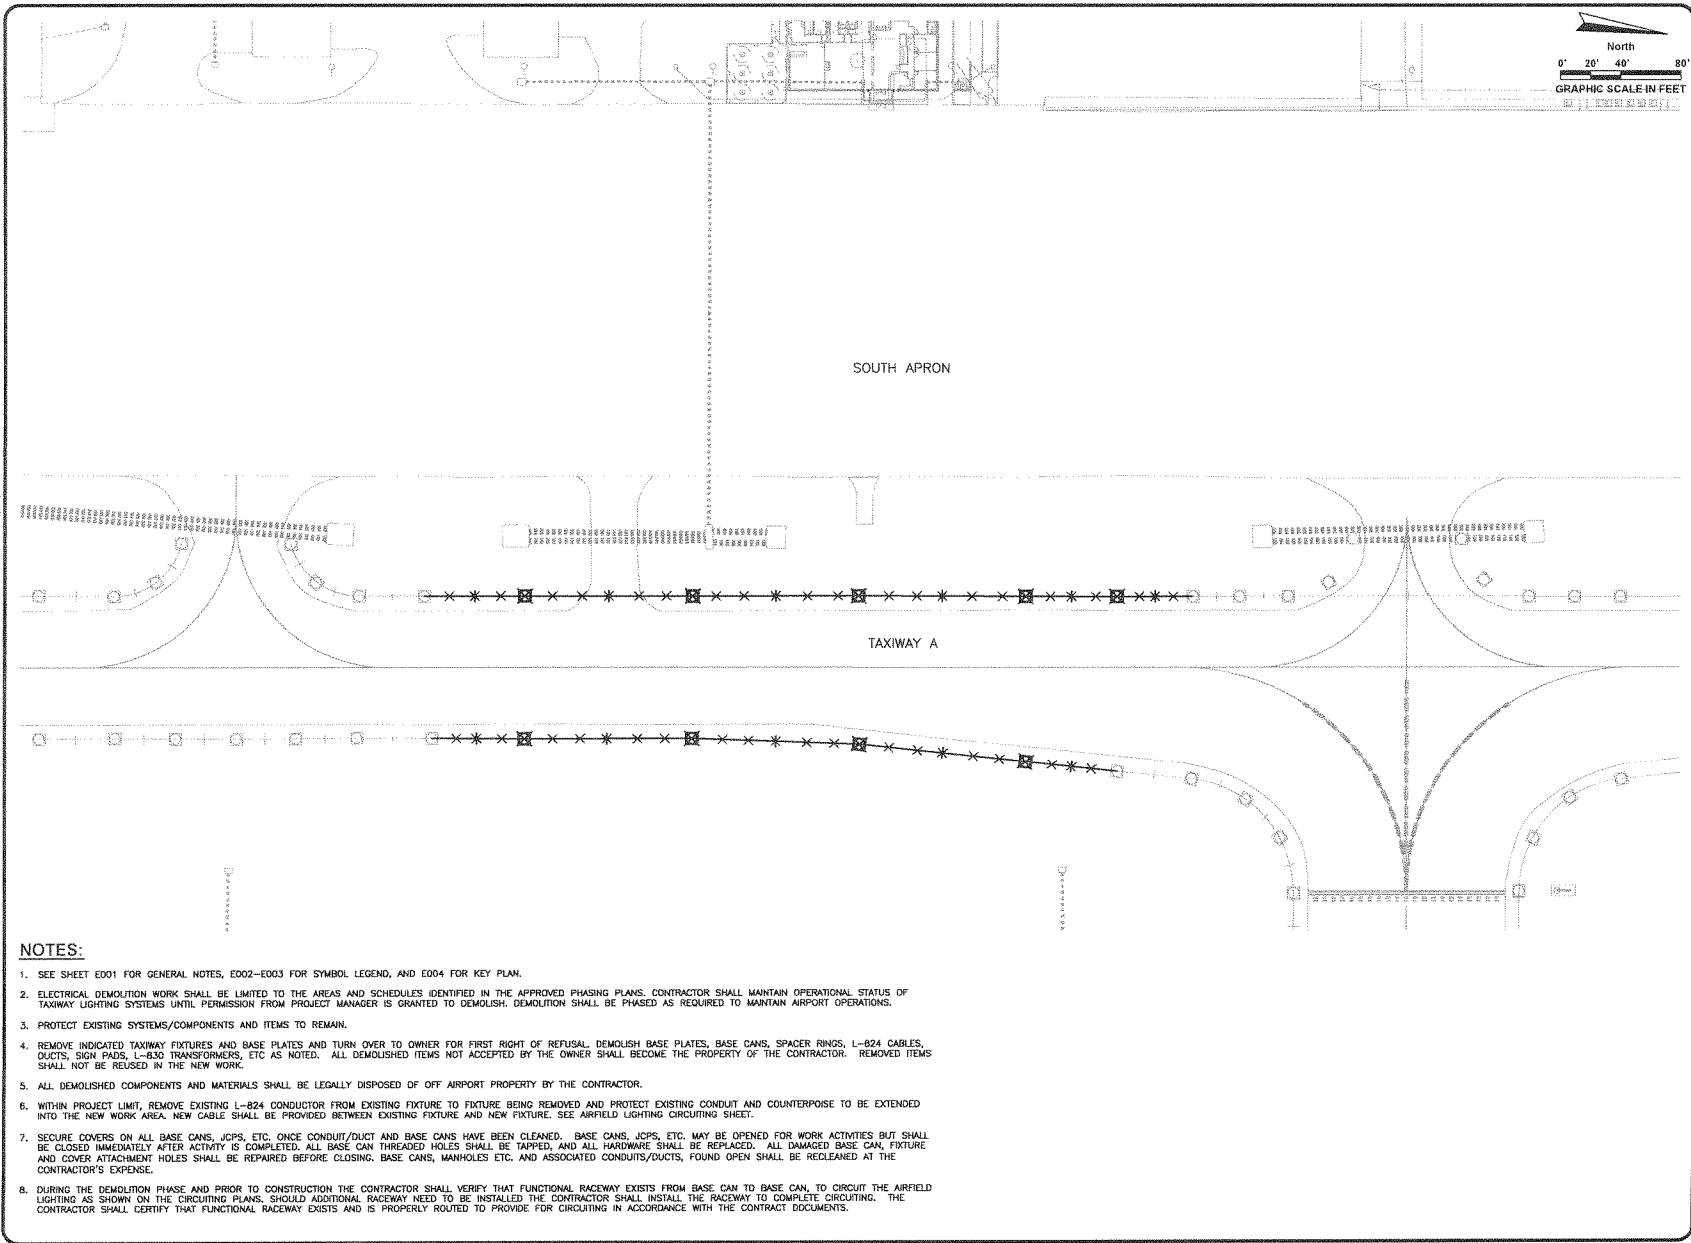 North
0' 20' 40' 80'
GRAPHIC SCALE IN FEET
SOUTH APRON
TAXIWAY A
NOTES:
1. SEE SHEET E001 FOR GENERAL NOTES, E002-E003 FOR SYMBOL LEGEND, AND E004 FOR KEY PLAN.
2. ELECTRICAL DEMOLITION WORK SHALL BE LIMITED TO THE AREAS AND SCHEDULES IDENTIFIED IN THE APPROVED PHASING PLANS. CONTRACTOR SHALL MAINTAIN OPERATIONAL STATUS OF
TAXIWAY LIGHTING SYSTEMS UNTIL PERMISSION FROM PROJECT MANAGER IS GRANTED TO DEMOLISH. DEMOLITION SHALL BE PHASED AS REQUIRED TO MAINTAIN AIRPORT OPERATIONS.
3. PROTECT EXISTING SYSTEMS/COMPONENTS AND ITEMS TO REMAIN.
4. REMOVE INDICATED TAXIWAY FIXTURES AND BASE PLATES AND TURN OVER TO OWNER FOR FIRST RIGHT OF REFUSAL. DEMOLISH BASE PLATES, BASE CANS, SPACER RINGS, L-824 CABLES,
DUCTS, SIGN PADS, L-830 TRANSFORMERS, ETC AS NOTED. ALL DEMOLISHED ITEMS NOT ACCEPTED BY THE OWNER SHALL BECOME THE PROPERTY OF THE CONTRACTOR. REMOVED ITEMS
SHALL NOT BE REUSED IN THE NEW WORK.
5. ALL DEMOLISHED COMPONENTS AND MATERIALS SHALL BE LEGALLY DISPOSED OF OFF AIRPORT PROPERTY BY THE CONTRACTOR.
6. WITHIN PROJECT LIMIT, REMOVE EXISTING L-824 CONDUCTOR FROM EXISTING FIXTURE TO FIXTURE BEING REMOVED AND PROTECT EXISTING CONDUIT AND COUNTERPOISE TO BE EXTENDED
INTO THE NEW WORK AREA. NEW CABLE SHALL BE PROVIDED BETWEEN EXISTING FIXTURE AND NEW FIXTURE. SEE AIRFIELD LIGHTING CIRCUITING SHEET.
7. SECURE COVERS ON ALL BASE CANS, JCPS, ETC. ONCE CONDUIT/DUCT AND BASE CANS HAVE BEEN CLEANED. BASE CANS, JCPS, ETC. MAY BE OPENED FOR WORK ACTIVITIES BUT SHALL
BE CLOSED IMMEDIATELY AFTER ACTIVITY IS COMPLETED. ALL BASE CAN THREADED HOLES SHALL BE TAPPED, AND ALL HARDWARE SHALL BE REPLACED. ALL DAMAGED BASE CAN, FIXTURE
AND COVER ATTACHMENT HOLES SHALL BE REPAIRED BEFORE CLOSING. BASE CANS, MANHOLES ETC. AND ASSOCIATED CONDUITS/DUCTS, FOUND OPEN SHALL BE RECLEANED AT THE
CONTRACTOR'S EXPENSE.
8. DURING THE DEMOLITION PHASE AND PRIOR TO CONSTRUCTION THE CONTRACTOR SHALL VERIFY THAT FUNCTIONAL RACEWAY EXISTS FROM BASE CAN TO BASE CAN, TO CIRCUIT THE AIRFIELD
LIGHTING AS SHOWN ON THE CIRCUITING PLANS. SHOULD ADDITIONAL RACEWAY NEED TO BE INSTALLED THE CONTRACTOR SHALL INSTALL THE RACEWAY TO COMPLETE CIRCUITING. THE
CONTRACTOR SHALL CERTIFY THAT FUNCTIONAL RACEWAY EXISTS AND IS PROPERLY ROUTED TO PROVIDE FOR CIRCUITING IN ACCORDANCE WITH THE CONTRACT DOCUMENTS.